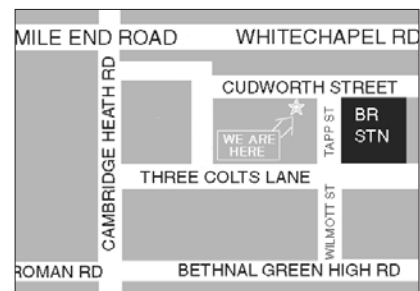 MILE END ROAD
WHITECHAPEL RD
CAMBRIDGE HEATH RD
CUDWORTH STREET
WE ARE
HERE
TAPP ST
BR
STN
THREE COLTS LANE
WILMOTT ST
ROMAN RD
BETHNAL GREEN HIGH RD